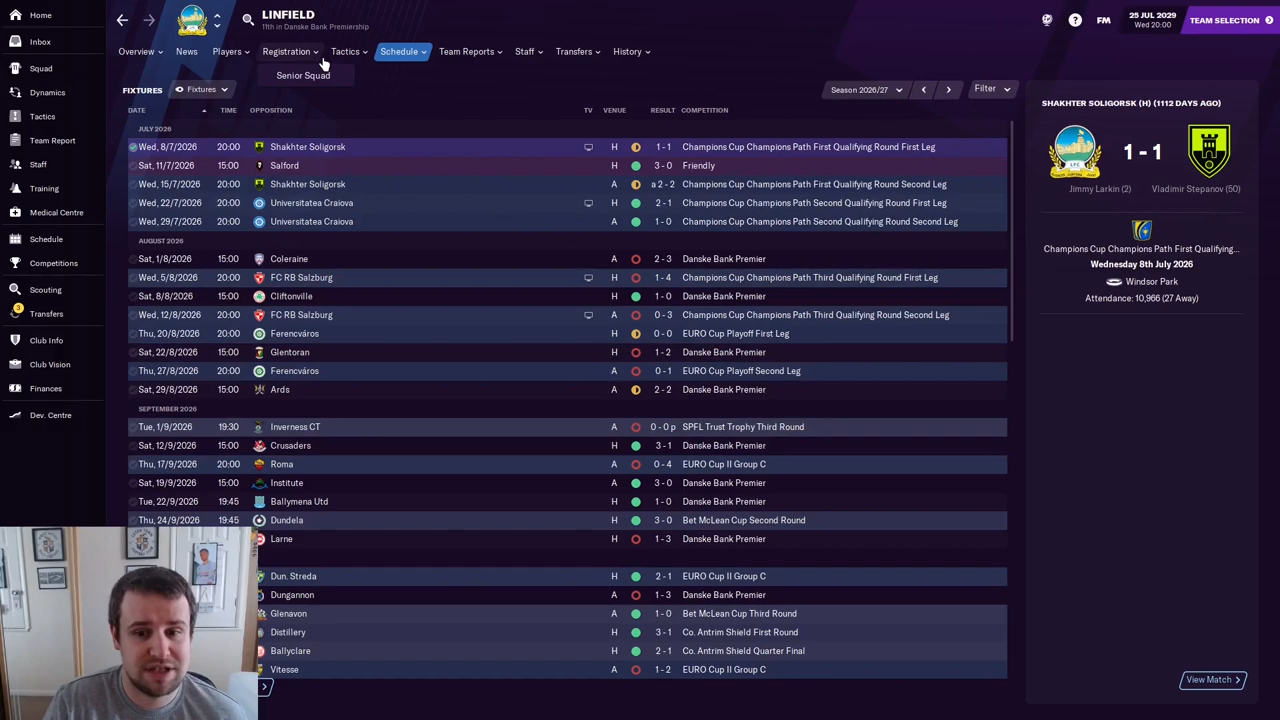 LINFIELD
11th in Danske Bank Premiership
25 JUL 2029
Wed 20:00
TEAM SELECTION
FM
Home
Inbox
Squad
Dynamics
Tactics
Team Report
Staff
Training
Medical Centre
Schedule
Competitions
Scouting
3
Transfers
Club Info
Club Vision
Finances
Dev. Centre
Overview News Players Registration Tactics Schedule Team Reports Staff Transfers History
Senior Squad
FIXTURES Fixtures Season 2026/27 Filter
DATE TIME OPPOSITION TV VENUE RESULT COMPETITION
JULY 2026
Wed, 8/7/2026 20:00 Shakhter Soligorsk H 1 - 1 Champions Cup Champions Path First Qualifying Round First Leg
Sat, 11/7/2026 15:00 Salford H 3 - 0 Friendly
Wed, 15/7/2026 20:00 Shakhter Soligorsk A a 2 - 2 Champions Cup Champions Path First Qualifying Round Second Leg
Wed, 22/7/2026 20:00 Universitatea Craiova H 2 - 1 Champions Cup Champions Path Second Qualifying Round First Leg
Wed, 29/7/2026 20:00 Universitatea Craiova A 1 - 0 Champions Cup Champions Path Second Qualifying Round Second Leg
AUGUST 2026
Sat, 1/8/2026 15:00 Coleraine A 2 - 3 Danske Bank Premier
Wed, 5/8/2026 20:00 FC RB Salzburg H 1 - 4 Champions Cup Champions Path Third Qualifying Round First Leg
Sat, 8/8/2026 15:00 Cliftonville H 1 - 0 Danske Bank Premier
Wed, 12/8/2026 20:00 FC RB Salzburg A 0 - 3 Champions Cup Champions Path Third Qualifying Round Second Leg
Thu, 20/8/2026 20:00 Ferencváros H 0 - 0 EURO Cup Playoff First Leg
Sat, 22/8/2026 15:00 Glentoran H 1 - 2 Danske Bank Premier
Thu, 27/8/2026 20:00 Ferencváros A 0 - 1 EURO Cup Playoff Second Leg
Sat, 29/8/2026 15:00 Ards A 2 - 2 Danske Bank Premier
SEPTEMBER 2026
Tue, 1/9/2026 19:30 Inverness CT A 0 - 0 p SPFL Trust Trophy Third Round
Sat, 12/9/2026 15:00 Crusaders H 3 - 1 Danske Bank Premier
Thu, 17/9/2026 20:00 Roma A 0 - 4 EURO Cup II Group C
Sat, 19/9/2026 15:00 Institute A 3 - 0 Danske Bank Premier
Tue, 22/9/2026 19:45 Ballymena Utd H 1 - 0 Danske Bank Premier
Thu, 24/9/2026 19:45 Dundela H 3 - 0 Bet McLean Cup Second Round
Larne H 1 - 3 Danske Bank Premier
Dun. Streda H 2 - 1 EURO Cup II Group C
Dungannon A 1 - 3 Danske Bank Premier
Glenavon A 1 - 0 Bet McLean Cup Third Round
Distillery H 3 - 1 Co. Antrim Shield First Round
Ballyclare H 2 - 1 Co. Antrim Shield Quarter Final
Vitesse A 1 - 2 EURO Cup II Group C
SHAKHTER SOLIGORSK (H) (1112 DAYS AGO)
1 - 1
Jimmy Larkin (2) Vladimir Stepanov (50)
Champions Cup Champions Path First Qualifying...
Wednesday 8th July 2026
Windsor Park
Attendance: 10,966 (27 Away)
View Match